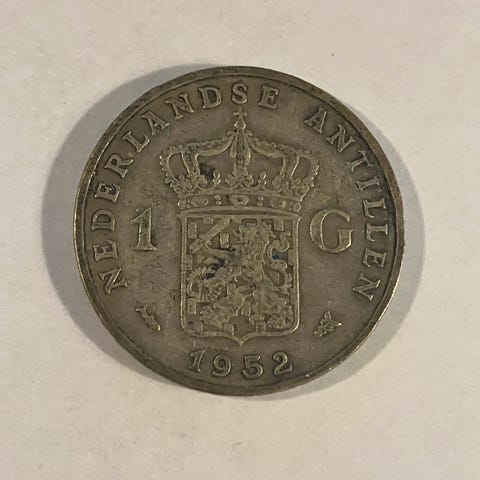 NEDERLANDSE ANTILLEN
1 G
1952